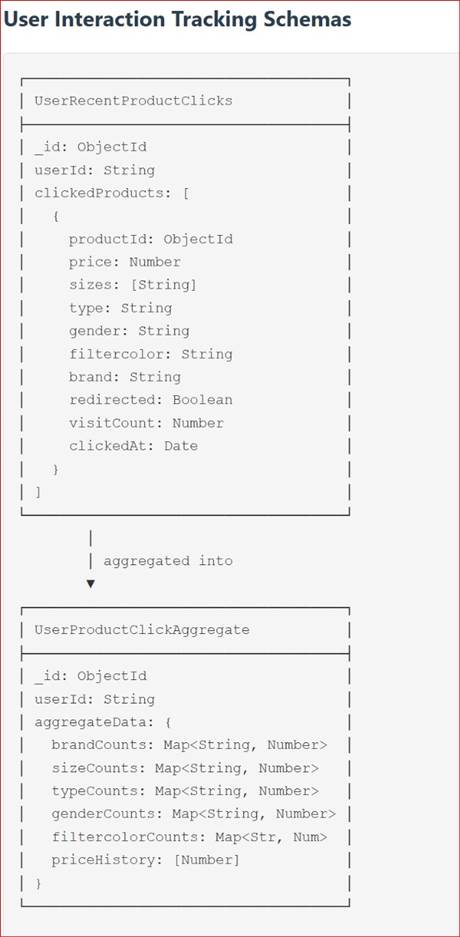 User Interaction Tracking Schemas
UserRecentProductClicks
_id: ObjectId
userId: String
clickedProducts: [
{
productId: ObjectId
price: Number
sizes: [String]
type: String
gender: String
filtercolor: String
brand: String
redirected: Boolean
visitCount: Number
clickedAt: Date
}
]
aggregated into
UserProductClickAggregate
_id: ObjectId
userId: String
aggregateData: {
brandCounts: Map<String, Number>
sizeCounts: Map<String, Number>
typeCounts: Map<String, Number>
genderCounts: Map<String, Number>
filtercolorCounts: Map<Str, Num>
priceHistory: [Number]
}